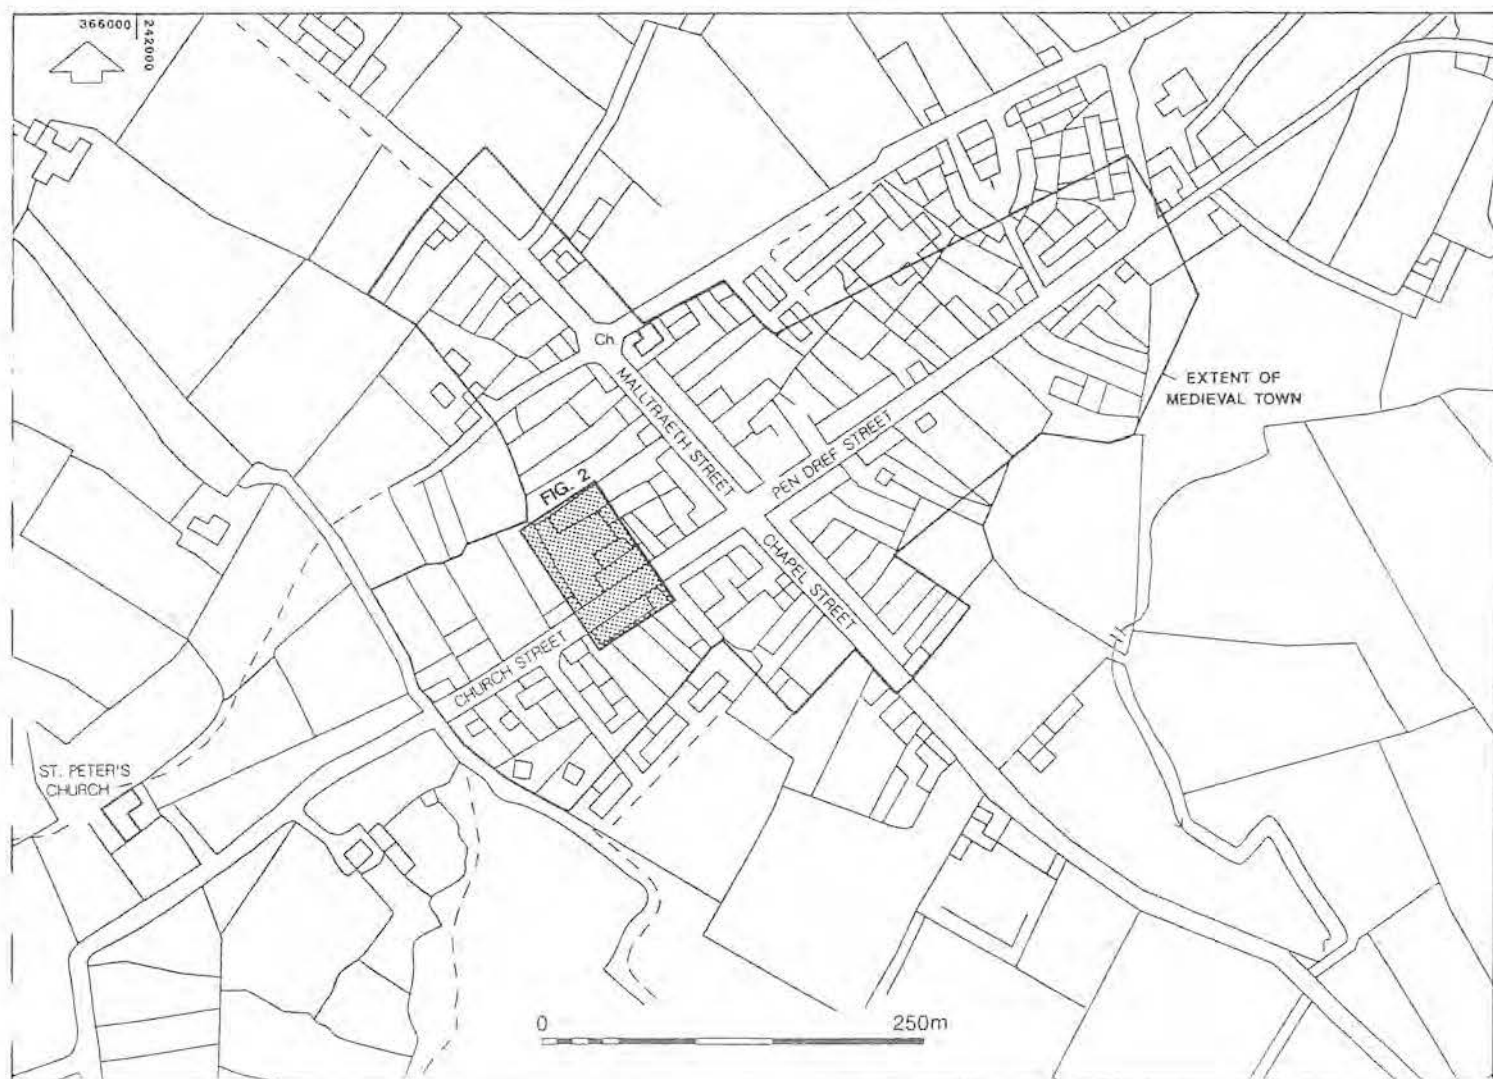 366000
242000
Ch.
MALLTRAETH STREET
PEN DREF STREET
EXTENT OF
MEDIEVAL TOWN
FIG. 2
CHAPEL STREET
CHURCH STREET
ST. PETER'S
CHURCH
0 250m